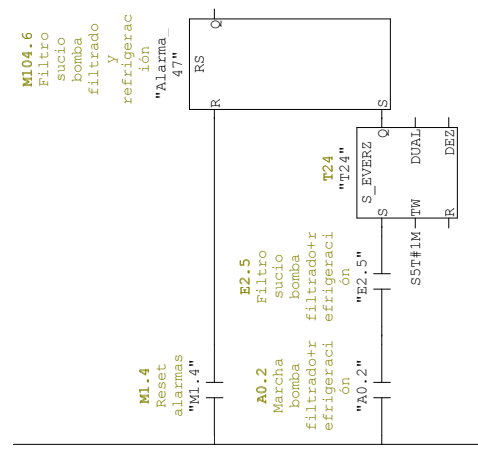 M104.6
Filtro
sucio
bomba
filtrado
y
refrigerac
ión
"Alarma_
47"
RS
R
Q
S
T24
"T24"
S_EVERZ
S
Q
TW
DUAL
R
DEZ
S5T#1M
E2.5
Filtro
sucio
bomba
filtrado+r
efrigeraci
ón
"E2.5"
M1.4
Reset
alarmas
"M1.4"
A0.2
Marcha
bomba
filtrado+r
efrigeraci
ón
"A0.2"